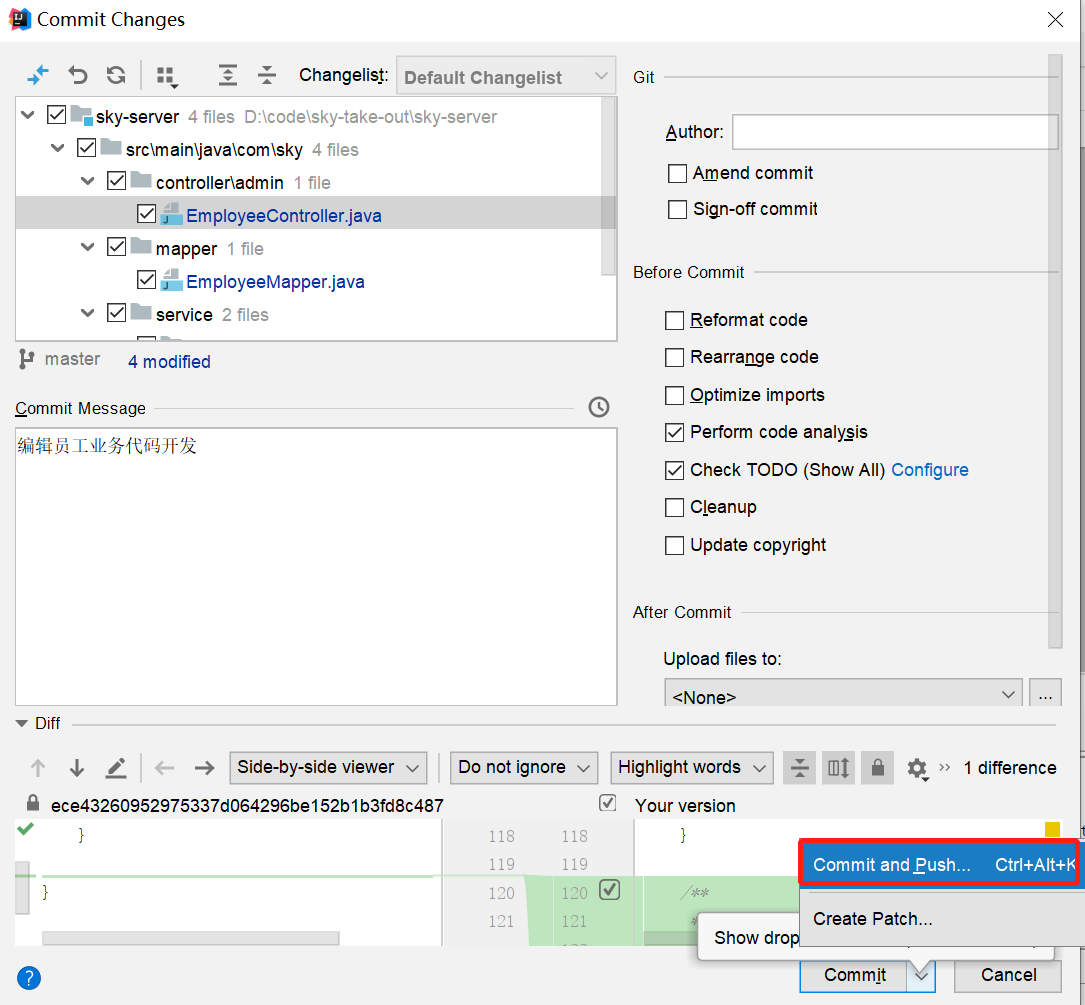 Commit Changes
Changelist: Default Changelist
sky-server 4 files D:\code\sky-take-out\sky-server
src\main\java\com\sky 4 files
controller\admin 1 file
EmployeeController.java
mapper 1 file
EmployeeMapper.java
service 2 files
master 4 modified
Commit Message
编辑员工业务代码开发
Git
Author:
Amend commit
Sign-off commit
Before Commit
Reformat code
Rearrange code
Optimize imports
Perform code analysis
Check TODO (Show All) Configure
Cleanup
Update copyright
After Commit
Upload files to:
<None> ...
Diff
Side-by-side viewer Do not ignore Highlight words 1 difference
ece43260952975337d064296be152b1b3fd8c487 Your version
} 118 118 }
119 119
} 120 120 /**
121 121 *
Commit and Push... Ctrl+Alt+K
Create Patch...
Show drop
? Commit Cancel